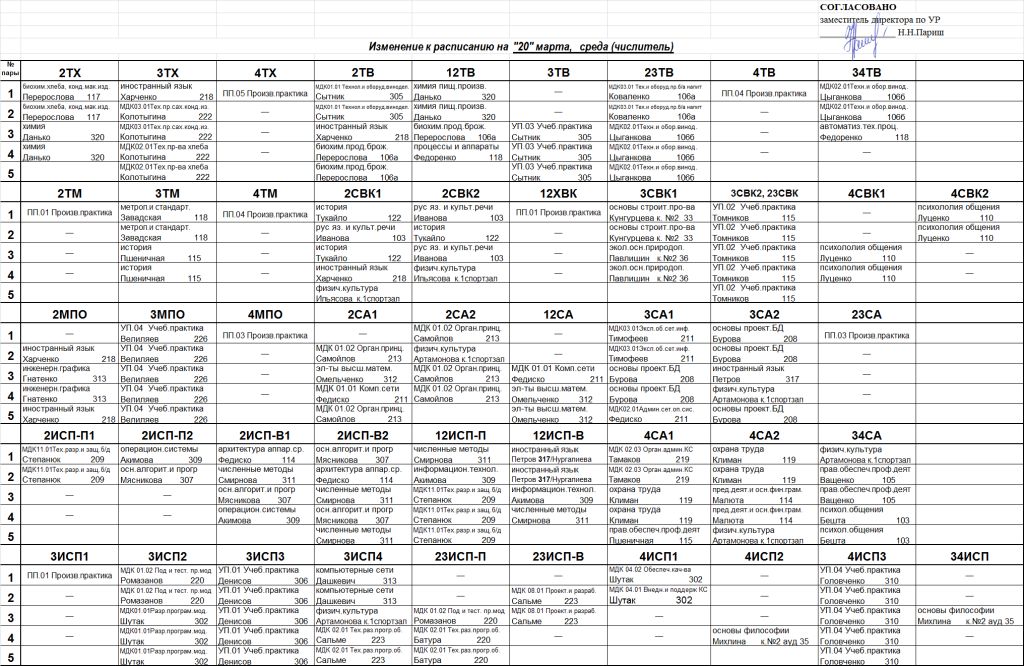 СОГЛАСОВАНО
заместитель директора по УР
Н.Н.Париш
Изменение к расписанию на "20" марта, среда (числитель)
№ пары 2ТХ 3ТХ 4ТХ 2ТВ 12ТВ 3ТВ 23ТВ 4ТВ 34ТВ
1 биохим.хлеба, конд.мак.изд. иностранный язык МДК01.01 Технол и оборуд.винодел. химия пищ.произв. МДК03.01 Тех.и оборуд.пр.б/а напит МДК02.01Техн.и обор.винод.
Перерослова 117 Харченко 218 ПП.05 Произв.практика Сытник 305 Данько 320 — Коваленко 106а ПП.04 Произв.практика Цыганкова 106б
2 биохим.хлеба, конд.мак.изд. МДК03.01Тех.пр.сах.конд.из. МДК01.01 Технол и оборуд.винодел. химия пищ.произв. МДК03.01 Тех.и оборуд.пр.б/а напит МДК02.01Техн.и обор.винод.
Перерослова 117 Колотыгина 222 — Сытник 305 Данько 320 — Коваленко 106а — Цыганкова 106б
3 химия МДК03.01Тех.пр.сах.конд.из. иностранный язык биохим.прод.брож. УП.03 Учеб.практика МДК02.01Техн.и обор.винод. автоматиз.тех.проц.
Данько 320 Колотыгина 222 — Харченко 218 Перерослова 106а Сытник 305 Цыганкова 106б — Федоренко 118
4 химия МДК02.01Тех.пр-ва хлеба биохим.прод.брож. процессы и аппараты УП.03 Учеб.практика МДК02.01Техн.и обор.винод.
Данько 320 Колотыгина 222 — Перерослова 106а Федоренко 118 Сытник 305 Цыганкова 106б —
5 МДК02.01Тех.пр-ва хлеба биохим.прод.брож. УП.03 Учеб.практика МДК02.01Техн.и обор.винод.
Колотыгина 222 Перерослова 106а Сытник 305 Цыганкова 106б
2ТМ 3ТМ 4ТМ 2СВК1 2СВК2 12ХВК 3СВК1 3СВК2, 23СВК 4СВК1 4СВК2
1 метрол.и стандарт. история рус яз. и культ.речи основы строит.про-ва УП.02 Учеб.практика психололия общения
ПП.01 Произв.практика Завадская 118 ПП.04 Произв.практика Тукайло 122 Иванова 103 ПП.01 Произв.практика Кунгурцева к. №2 33 Томников 115 — Луценко 110
2 метрол.и стандарт. рус яз. и культ.речи история основы строит.про-ва УП.02 Учеб.практика психололия общения
— Завадская 118 — Иванова 103 Тукайло 122 — Кунгурцева к. №2 33 Томников 115 — Луценко 110
3 история история рус яз. и культ.речи экол.осн.природоп. УП.02 Учеб.практика психололия общения
— Пшеничная 115 — Тукайло 122 Иванова 103 — Павлишин к.№2 36 Томников 115 Луценко 110 —
4 история иностранный язык физич.культура экол.осн.природоп. УП.02 Учеб.практика психололия общения
— Пшеничная 115 — Харченко 218 Ильясова к.1спортзал — Павлишин к.№2 36 Томников 115 Луценко 110 —
5 физич.культура УП.02 Учеб.практика
Ильясова к.1спортзал Томников 115
2МПО 3МПО 4МПО 2СА1 2СА2 12СА 3СА1 3СА2 23СА
1 УП.04 Учеб.практика МДК 01.02 Орган.принц. МДК03.01Эксп.об.сет.инф. основы проект.БД
— Велиляев 226 ПП.03 Произв.практика — Самойлов 213 — Тимофеев 211 Бурова 208 ПП.03 Произв.практика
2 иностранный язык УП.04 Учеб.практика МДК 01.02 Орган.принц. физич.культура МДК03.01Эксп.об.сет.инф. основы проект.БД
Харченко 218 Велиляев 226 — Самойлов 213 Артамонова к.1спортзал — Тимофеев 211 Бурова 208 —
3 инженерн.графика УП.04 Учеб.практика эл-ты высш.матем. МДК 01.02 Орган.принц. МДК 01.01 Комп.сети основы проект.БД иностранный язык
Гнатенко 313 Велиляев 226 — Омельченко 312 Самойлов 213 Федиско 211 Бурова 208 Петров 317 —
4 инженерн.графика УП.04 Учеб.практика МДК 01.01 Комп.сети МДК 01.02 Орган.принц. эл-ты высш.матем. основы проект.БД физич.культура
Гнатенко 313 Велиляев 226 — Федиско 211 Самойлов 213 Омельченко 312 Бурова 208 Артамонова к.1спортзал —
5 иностранный язык УП.04 Учеб.практика МДК 01.02 Орган.принц. эл-ты высш.матем. МДК02.01Админ.сет.оп.сис. основы проект.БД
Харченко 218 Велиляев 226 Самойлов 213 Омельченко 312 Федиско 211 Бурова 208
2ИСП-П1 2ИСП-П2 2ИСП-В1 2ИСП-В2 12ИСП-П 12ИСП-В 4СА1 4СА2 34СА
1 МДК11.01Тех.разр.и защ.б/д операцион.системы архитектура аппар.ср. осн.алгорит.и прогр численные методы иностранный язык МДК 02.03 Орган.админ.КС охрана труда физич.культура
Степанюк 209 Акимова 309 Федиско 114 Мясникова 307 Смирнова 311 Петров 317/Нургалиева Тамаков 219 Климан 119 Артамонова к.1спортзал
2 МДК11.01Тех.разр.и защ.б/д осн.алгорит.и прогр численные методы архитектура аппар.ср. информацион.технол. иностранный язык МДК 02.03 Орган.админ.КС охрана труда прав.обеспеч.проф.деят
Степанюк 209 Мясникова 307 Смирнова 311 Федиско 114 Акимова 309 Петров 317/Нургалиева Тамаков 219 Климан 119 Ващенко 105
3 осн.алгорит.и прогр численные методы МДК11.01Тех.разр.и защ.б/д информацион.технол. охрана труда пред.деят.и осн.фин.грам. прав.обеспеч.проф.деят
— — Мясникова 307 Смирнова 311 Степанюк 209 Акимова 309 Климан 119 Малюта 114 Ващенко 105
4 операцион.системы осн.алгорит.и прогр МДК11.01Тех.разр.и защ.б/д численные методы охрана труда пред.деят.и осн.фин.грам. психол.общения
— — Акимова 309 Мясникова 307 Степанюк 209 Смирнова 311 Климан 119 Малюта 114 Бешта 103
5 численные методы МДК11.01Тех.разр.и защ.б/д прав.обеспеч.проф.деят физич.культура психол.общения
Смирнова 311 Степанюк 209 Пшеничная 115 Артамонова к.1спортзал Бешта 103
3ИСП1 3ИСП2 3ИСП3 3ИСП4 23ИСП-П 23ИСП-В 4ИСП1 4ИСП2 4ИСП3 34ИСП
1 МДК 01.02 Под и тест. пр.мод УП.01 Учеб.практика компьютерные сети МДК 04.02 Обеспеч.кач-ва УП.04 Учеб.практика
ПП.01 Произв.практика Ромазанов 220 Денисов 306 Дашкевич 313 — — Шутак 302 — Головченко 310 —
2 МДК 01.02 Под и тест. пр.мод УП.01 Учеб.практика компьютерные сети МДК 08.01 Проект.и разраб. МДК 04.01 Внедн.и поддерж КС УП.04 Учеб.практика
— Ромазанов 220 Денисов 306 Дашкевич 313 — Сальме 223 Шутак 302 — Головченко 310 —
3 МДК01.01Разр.програм.мод. УП.01 Учеб.практика физич.культура МДК 01.02 Под и тест. пр.мод МДК 08.01 Проект.и разраб. УП.04 Учеб.практика основы философии
— Шутак 302 Денисов 306 Артамонова к.1спортзал Ромазанов 220 Сальме 223 — — Головченко 310 Михлина к.№2 ауд 35
4 МДК01.01Разр.програм.мод. УП.01 Учеб.практика МДК 02.01 Тех.раз.прогр.об. МДК 02.01 Тех.раз.прогр.об. основы философии УП.04 Учеб.практика
— Шутак 302 Денисов 306 Сальме 223 Батура 220 — — Михлина к.№2 ауд 35 Головченко 310 —
5 МДК01.01Разр.програм.мод. УП.01 Учеб.практика МДК 02.01 Тех.раз.прогр.об. МДК 02.01 Тех.раз.прогр.об. УП.04 Учеб.практика
Шутак 302 Денисов 306 Сальме 223 Батура 220 Головченко 310